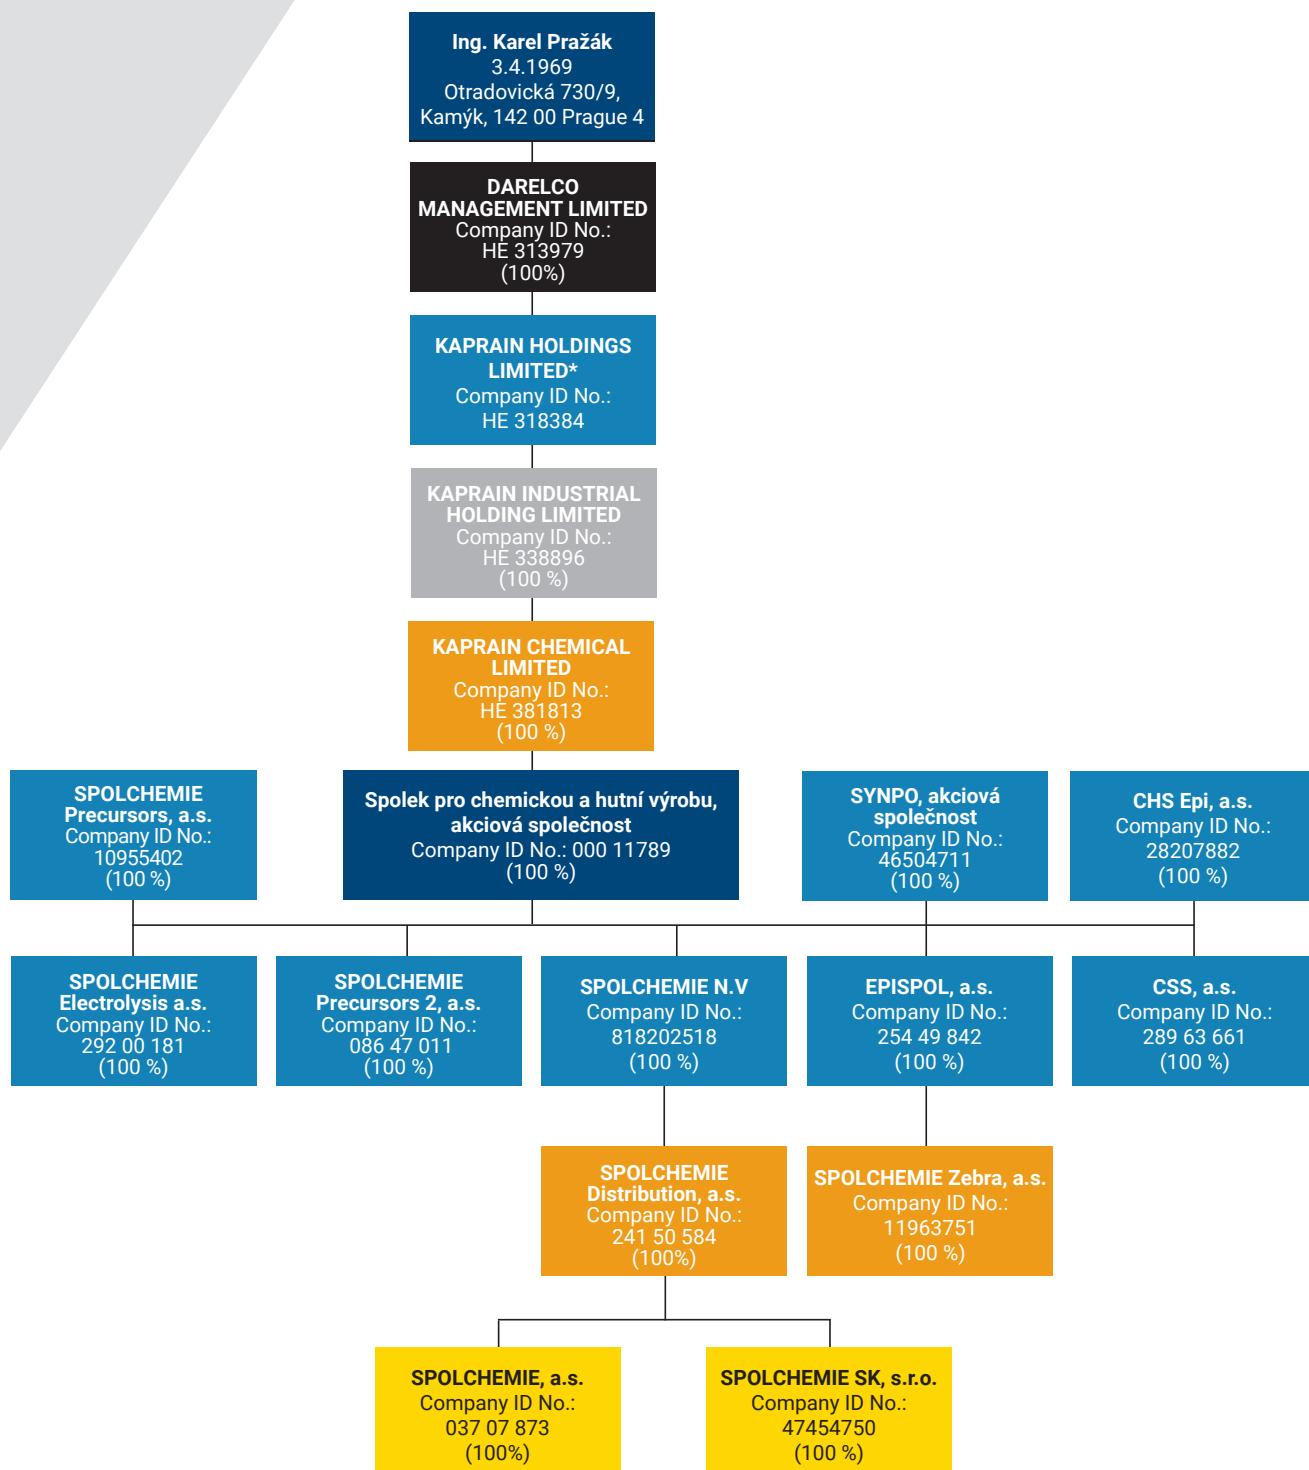 Ing. Karel Pražák
3.4.1969
Otradovická 730/9,
Kamýk, 142 00 Prague 4
DARELCO
MANAGEMENT LIMITED
Company ID No.:
HE 313979
(100%)
KAPRAIN HOLDINGS
LIMITED*
Company ID No.:
HE 318384
KAPRAIN INDUSTRIAL
HOLDING LIMITED
Company ID No.:
HE 338896
(100 %)
KAPRAIN CHEMICAL
LIMITED
Company ID No.:
HE 381813
(100 %)
SPOLCHEMIE
Precursors, a.s.
Company ID No.:
10955402
(100 %)
Spolek pro chemickou a hutní výrobu,
akciová společnost
Company ID No.: 000 11789
(100 %)
SYNPO, akciová
společnost
Company ID No.:
46504711
(100 %)
CHS Epi, a.s.
Company ID No.:
28207882
(100 %)
SPOLCHEMIE
Electrolysis a.s.
Company ID No.:
292 00 181
(100 %)
SPOLCHEMIE
Precursors 2, a.s.
Company ID No.:
086 47 011
(100 %)
SPOLCHEMIE N.V
Company ID No.:
818202518
(100 %)
EPISPOL, a.s.
Company ID No.:
254 49 842
(100 %)
CSS, a.s.
Company ID No.:
289 63 661
(100 %)
SPOLCHEMIE
Distribution, a.s.
Company ID No.:
241 50 584
(100%)
SPOLCHEMIE Zebra, a.s.
Company ID No.:
11963751
(100 %)
SPOLCHEMIE, a.s.
Company ID No.:
037 07 873
(100%)
SPOLCHEMIE SK, s.r.o.
Company ID No.:
47454750
(100 %)